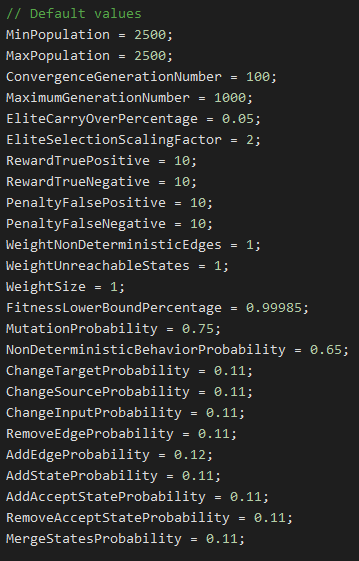 // Default values
MinPopulation = 2500;
MaxPopulation = 2500;
ConvergenceGenerationNumber = 100;
MaximumGenerationNumber = 1000;
EliteCarryOverPercentage = 0.05;
EliteSelectionScalingFactor = 2;
RewardTruePositive = 10;
RewardTrueNegative = 10;
PenaltyFalsePositive = 10;
PenaltyFalseNegative = 10;
WeightNonDeterministicEdges = 1;
WeightUnreachableStates = 1;
WeightSize = 1;
FitnessLowerBoundPercentage = 0.99985;
MutationProbability = 0.75;
NonDeterministicBehaviorProbability = 0.65;
ChangeTargetProbability = 0.11;
ChangeSourceProbability = 0.11;
ChangeInputProbability = 0.11;
RemoveEdgeProbability = 0.11;
AddEdgeProbability = 0.12;
AddStateProbability = 0.11;
AddAcceptStateProbability = 0.11;
RemoveAcceptStateProbability = 0.11;
MergeStatesProbability = 0.11;